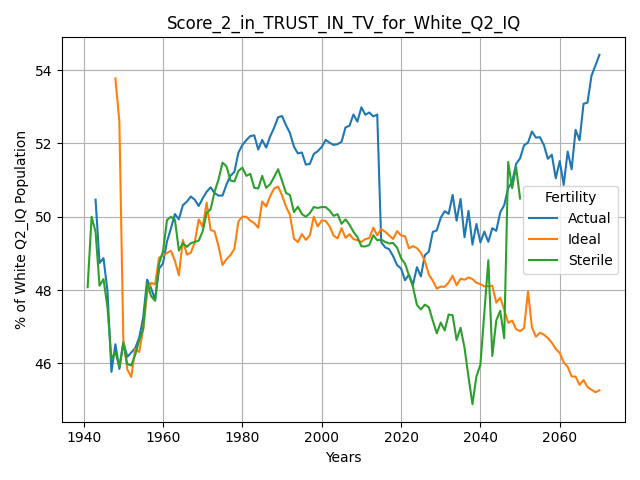 Score_2_in_TRUST_IN_TV_for_White_Q2_IQ
% of White Q2_IQ Population
54
52
50
48
46
Fertility
Actual
Ideal
Sterile
1940
1960
1980
2000
2020
2040
2060
Years